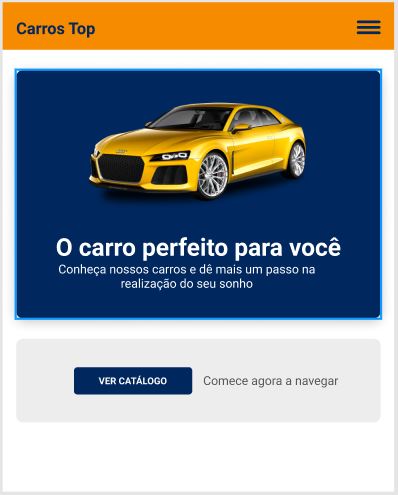 Carros Top
O carro perfeito para você
Conheça nossos carros e dê mais um passo na
realização do seu sonho
VER CATÁLOGO Comece agora a navegar